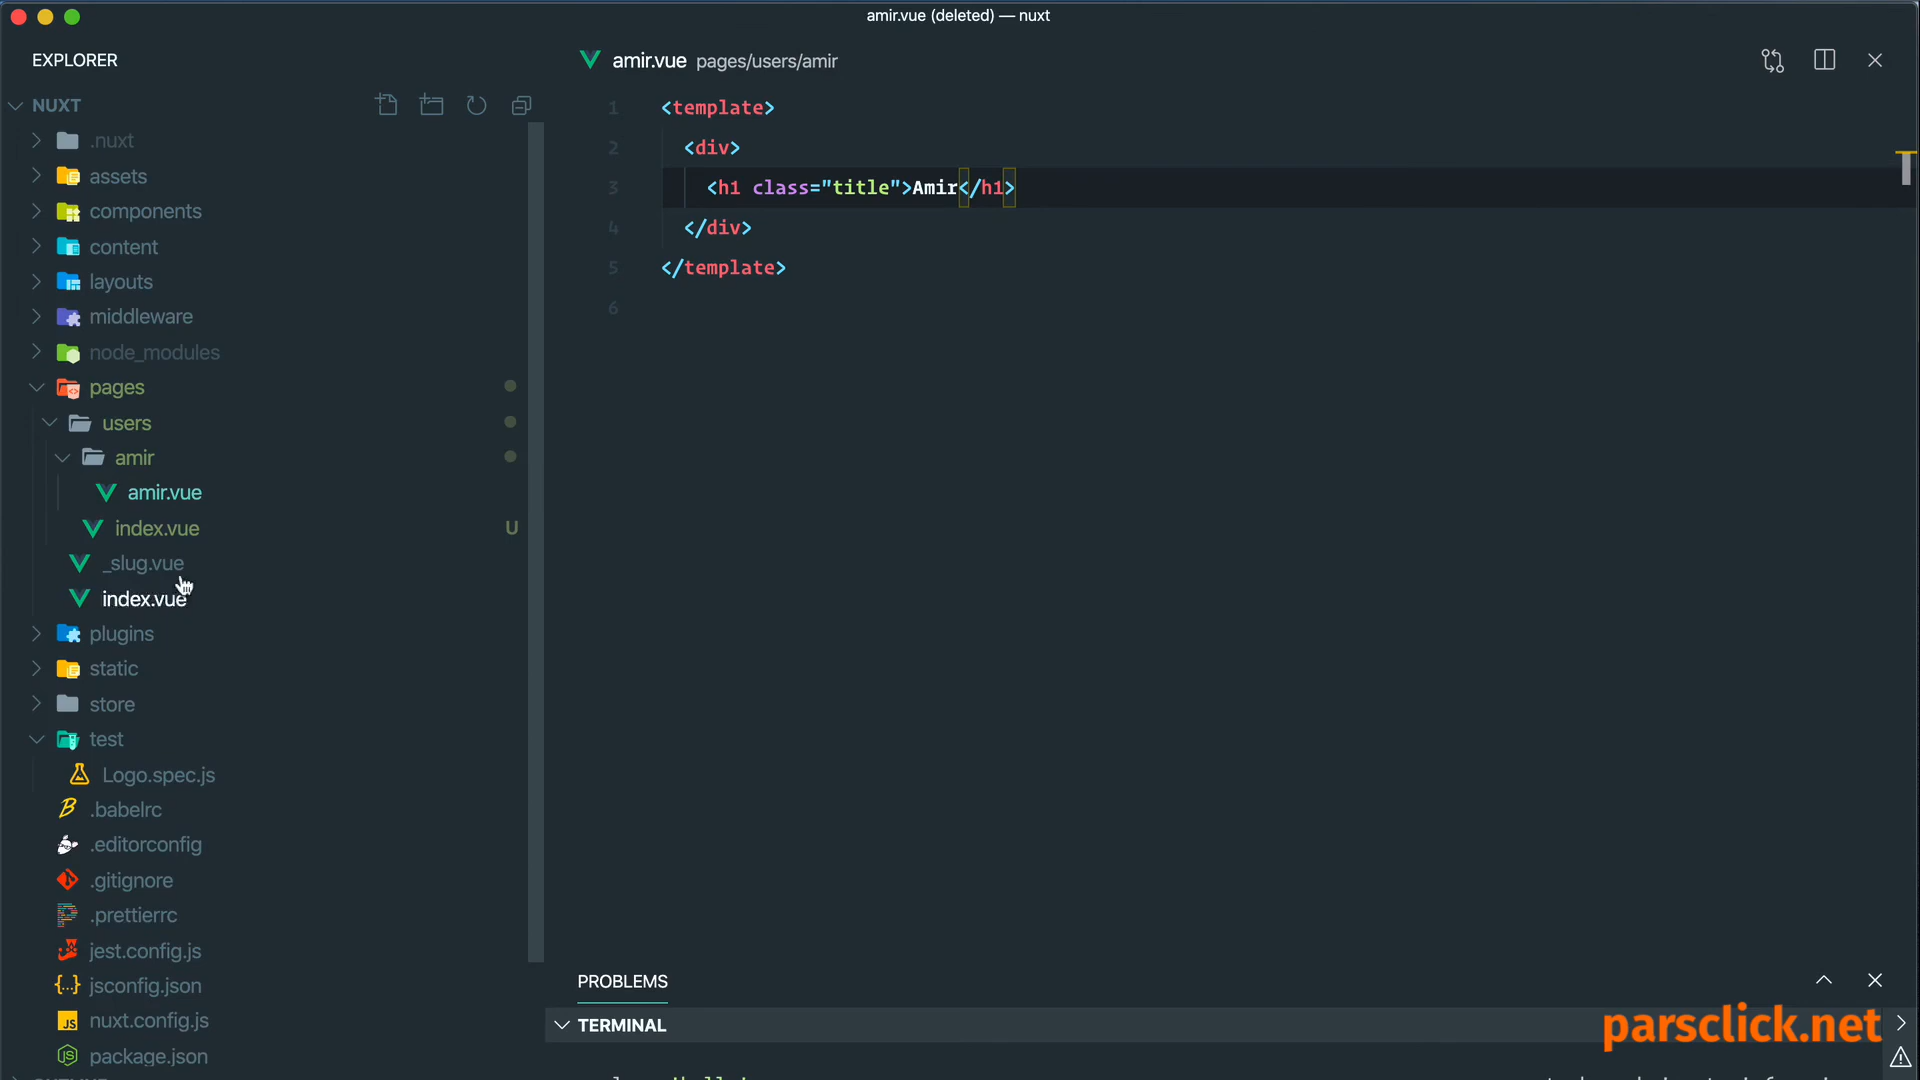 amir.vue (deleted) — nuxt
EXPLORER
NUXT
.nuxt
assets
components
content
layouts
middleware
node_modules
pages
users
amir
amir.vue
index.vue U
_slug.vue
index.vue
plugins
static
store
test
Logo.spec.js
.babelrc
.editorconfig
.gitignore
.prettierrc
jest.config.js
jsconfig.json
nuxt.config.js
package.json
amir.vue pages/users/amir
1 <template>
2 <div>
3 <h1 class="title">Amir</h1>
4 </div>
5 </template>
6
PROBLEMS
TERMINAL
parsclick.net